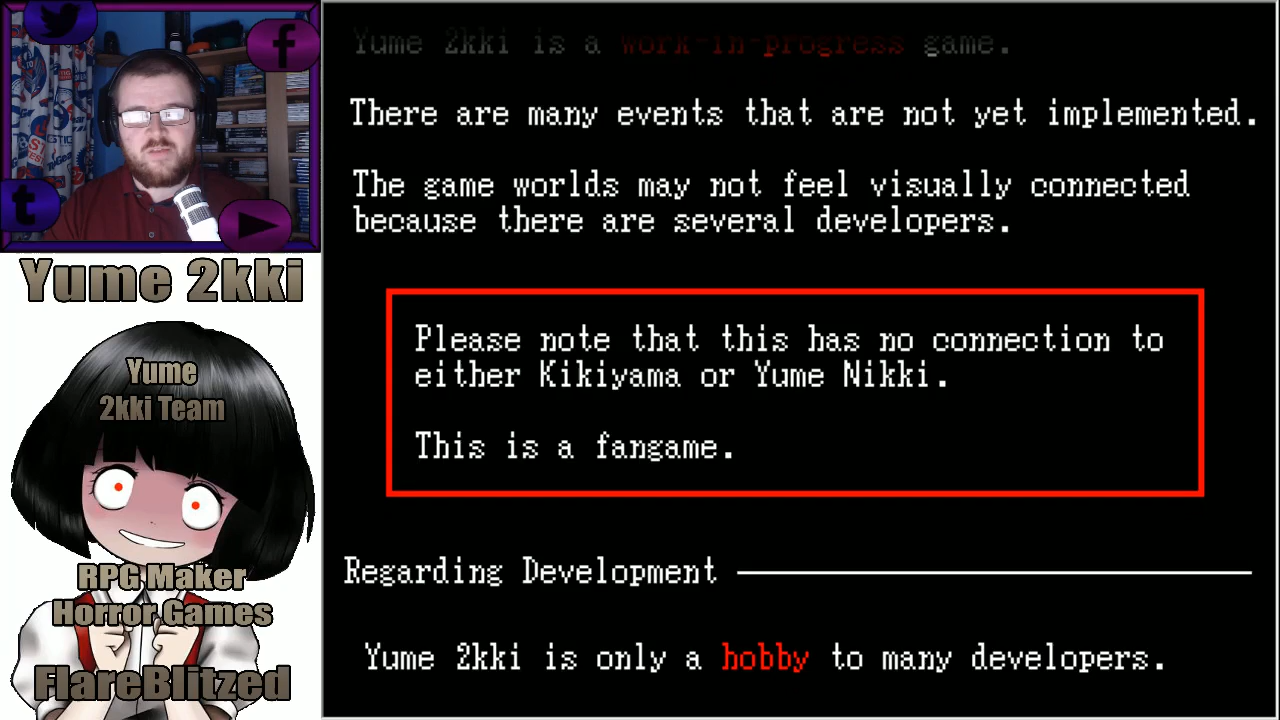 Yume 2kki is a work-in-progress game.
There are many events that are not yet implemented.
The game worlds may not feel visually connected
because there are several developers.
Please note that this has no connection to
either Kikiyama or Yume Nikki.
This is a fangame.
Regarding Development
Yume 2kki is only a hobby to many developers.
Yume 2kki
Yume
2kki Team
RPG Maker
Horror Games
FlareBlitzed